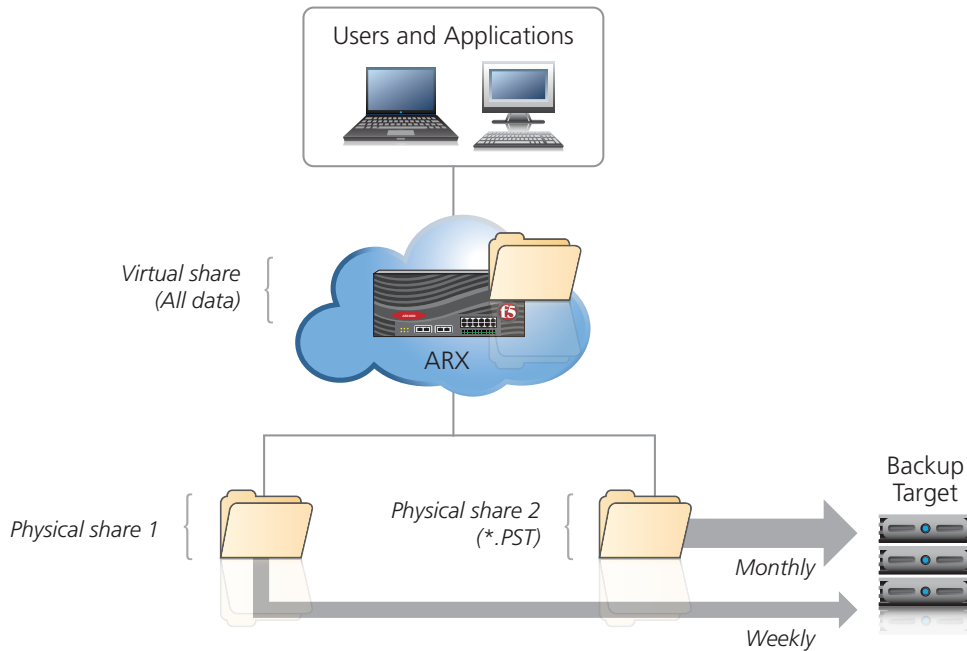 Users and Applications
Virtual share
(All data)
f5
ARX
Physical share 1
Physical share 2
(*.PST)
Backup
Target
Monthly
Weekly